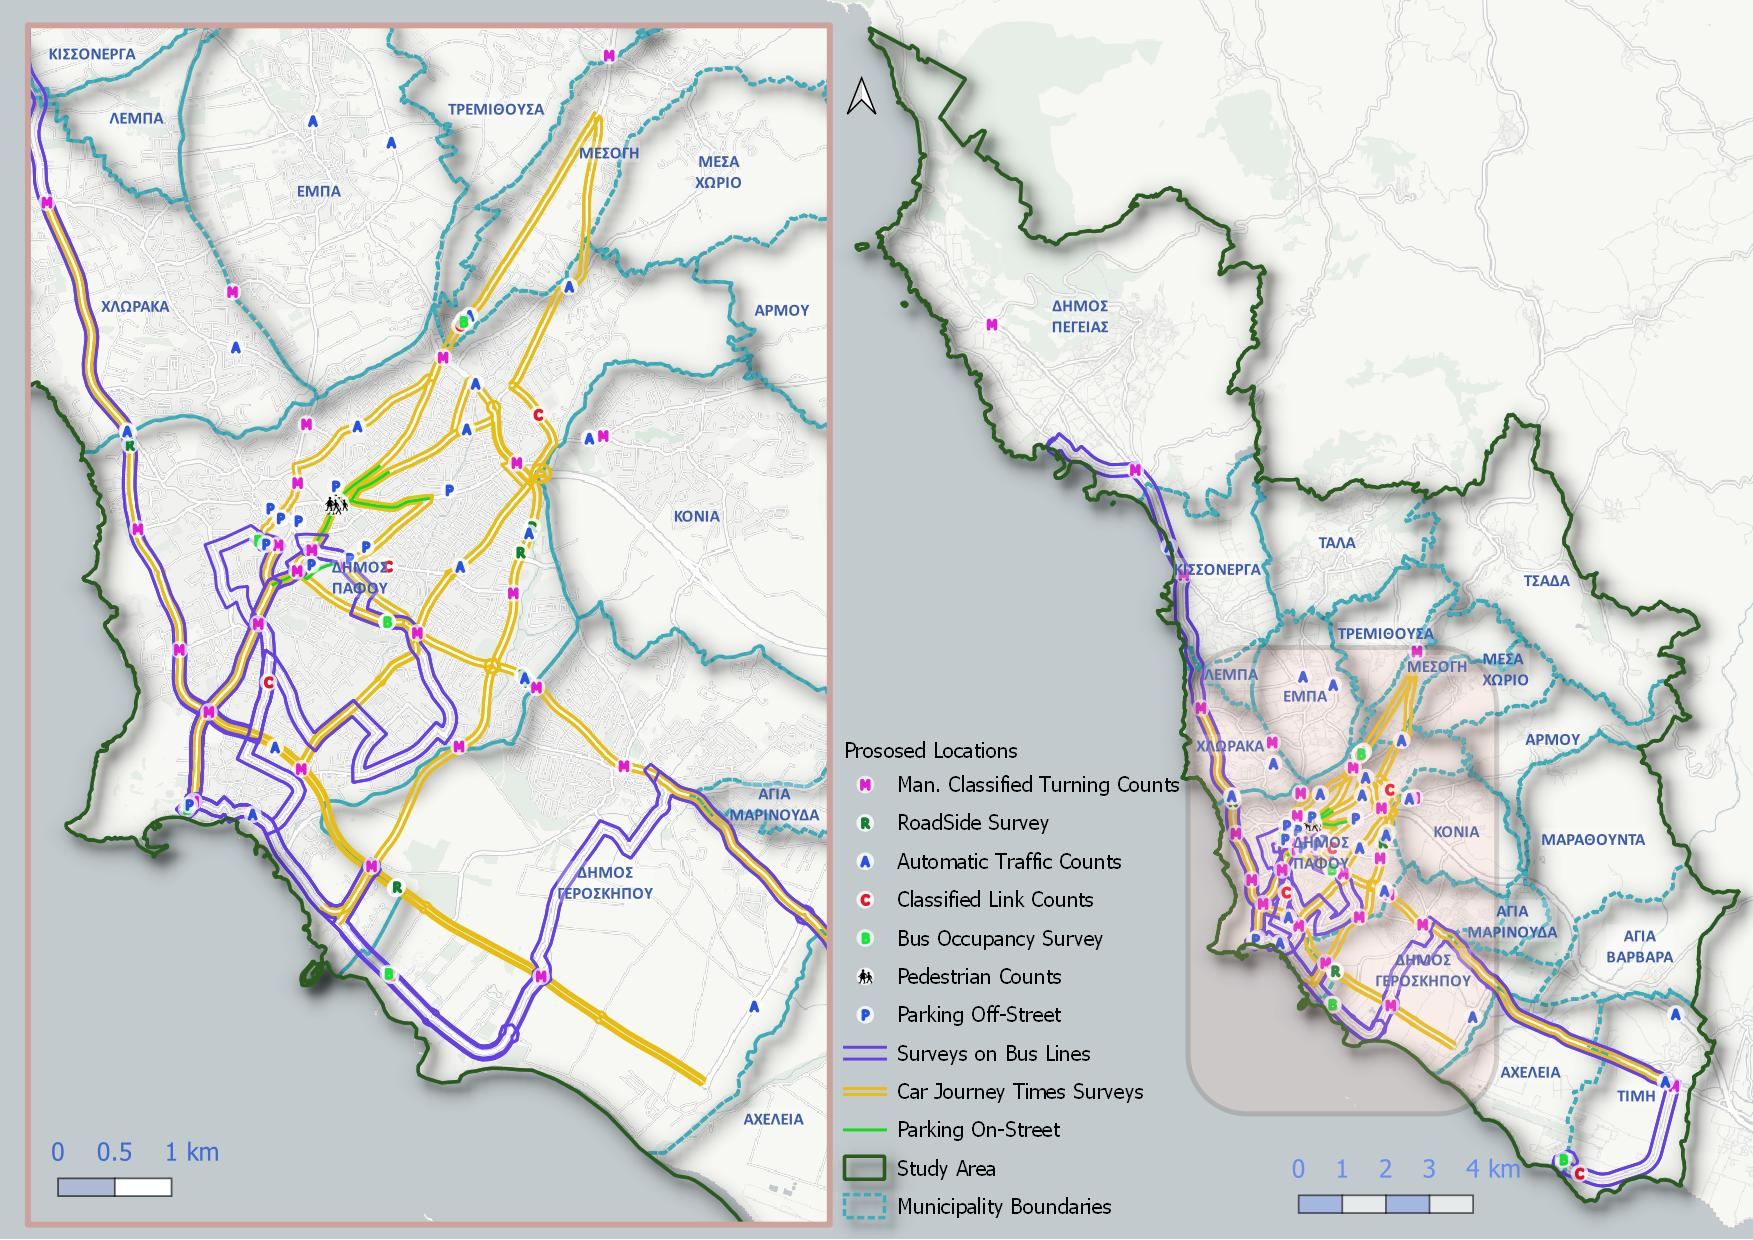 ΚΙΣΣΟΝΕΡΓΑ
ΛΕΜΠΑ
ΤΡΕΜΙΘΟΥΣΑ
ΜΕΣΟΓΗ
ΜΕΣΑ
ΧΩΡΙΟ
ΕΜΠΑ
ΧΛΩΡΑΚΑ
ΑΡΜΟΥ
ΚΟΝΙΑ
ΔΗΜΟΣ
ΠΑΦΟΥ
ΑΓΙΑ
ΜΑΡΙΝΟΥΔΑ
ΔΗΜΟΣ
ΓΕΡΟΣΚΗΠΟΥ
ΑΧΕΛΕΙΑ
0 0.5 1 km
Prososed Locations
M Man. Classified Turning Counts
R RoadSide Survey
A Automatic Traffic Counts
C Classified Link Counts
B Bus Occupancy Survey
Pedestrian Counts
P Parking Off-Street
Surveys on Bus Lines
Car Journey Times Surveys
Parking On-Street
Study Area
Municipality Boundaries
ΔΗΜΟΣ
ΠΕΓΕΙΑΣ
ΤΑΛΑ
ΚΙΣΣΟΝΕΡΓΑ
ΤΣΑΔΑ
ΤΡΕΜΙΘΟΥΣΑ
ΜΕΣΟΓΗ
ΜΕΣΑ
ΧΩΡΙΟ
ΛΕΜΠΑ
ΕΜΠΑ
ΧΛΩΡΑΚΑ
ΑΡΜΟΥ
ΚΟΝΙΑ
ΜΑΡΑΘΟΥΝΤΑ
ΔΗΜΟΣ
ΠΑΦΟΥ
ΑΓΙΑ
ΜΑΡΙΝΟΥΔΑ
ΑΓΙΑ
ΒΑΡΒΑΡΑ
ΔΗΜΟΣ
ΓΕΡΟΣΚΗΠΟΥ
ΑΧΕΛΕΙΑ
ΤΙΜΗ
0 1 2 3 4 km